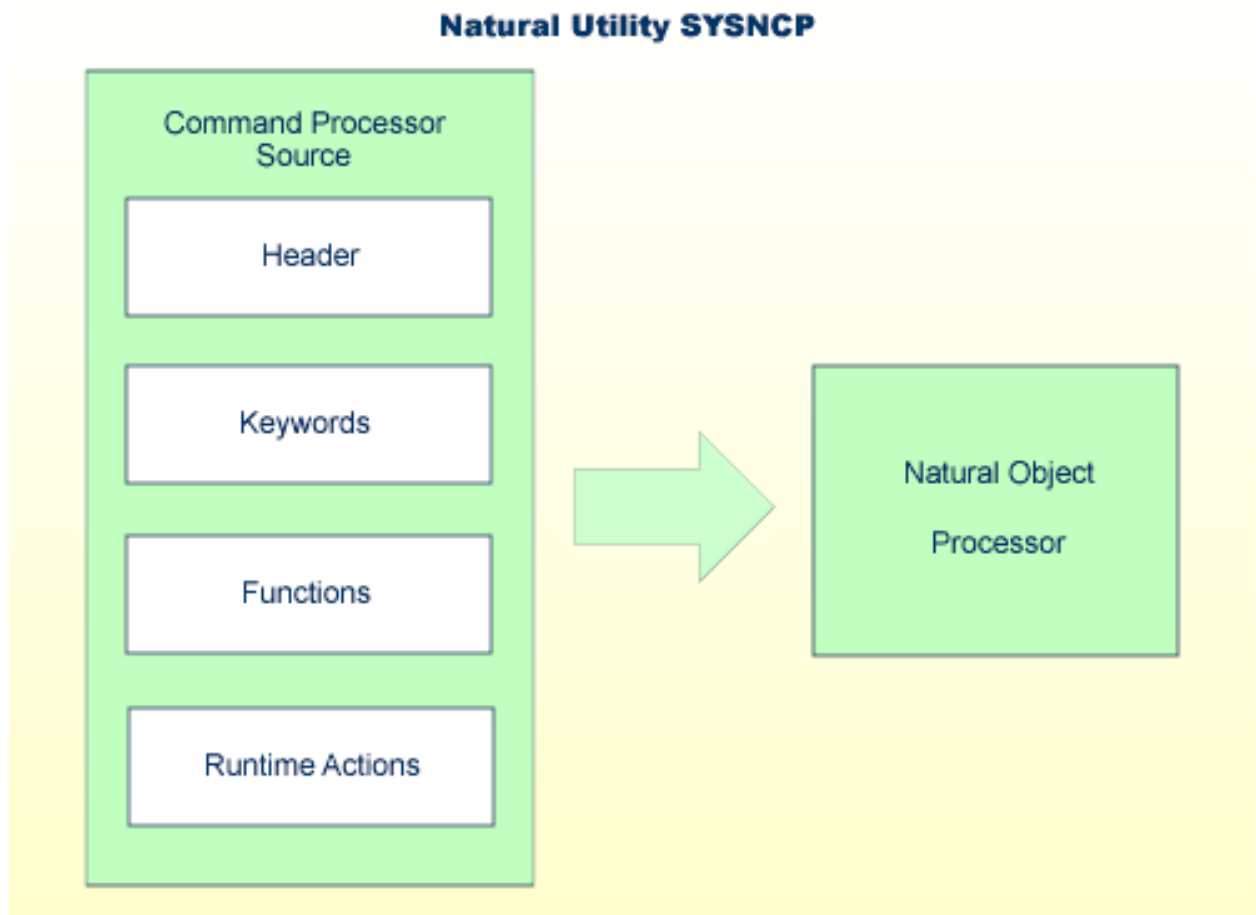 Natural Utility SYSNCP
Command Processor
Source
Header
Keywords
Functions
Runtime Actions
Natural Object
Processor